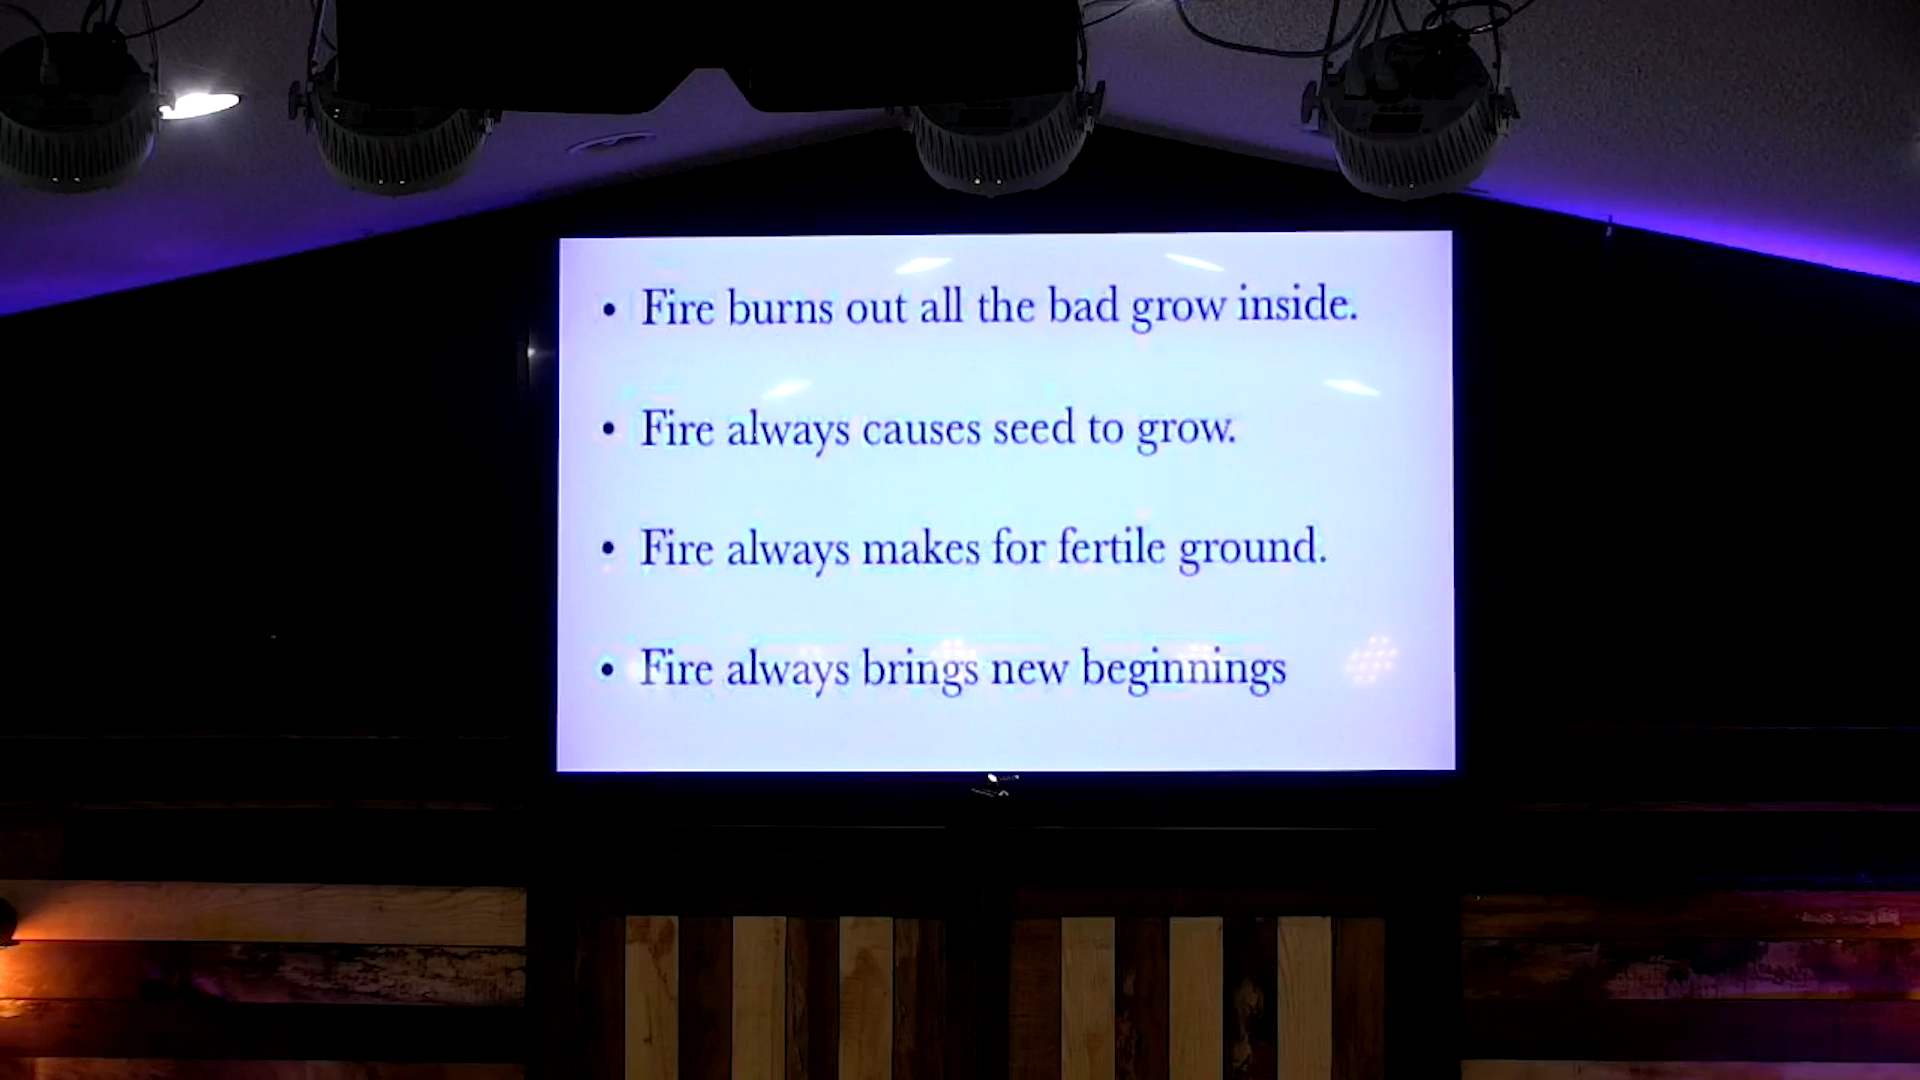 • Fire burns out all the bad grow inside.
• Fire always causes seed to grow.
• Fire always makes for fertile ground.
• Fire always brings new beginnings